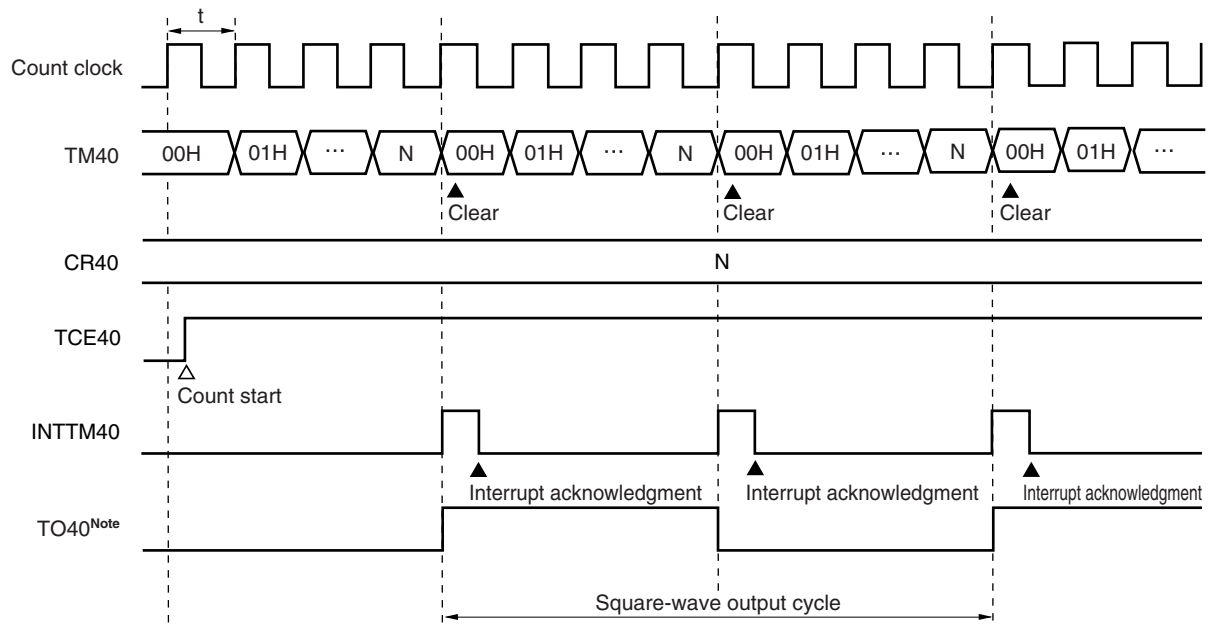 t
Count clock
TM40 00H 01H ... N 00H 01H ... N 00H 01H ... N 00H 01H ...
Clear Clear Clear
CR40 N
TCE40
Count start
INTTM40
Interrupt acknowledgment Interrupt acknowledgment Interrupt acknowledgment
TO40Note
Square-wave output cycle